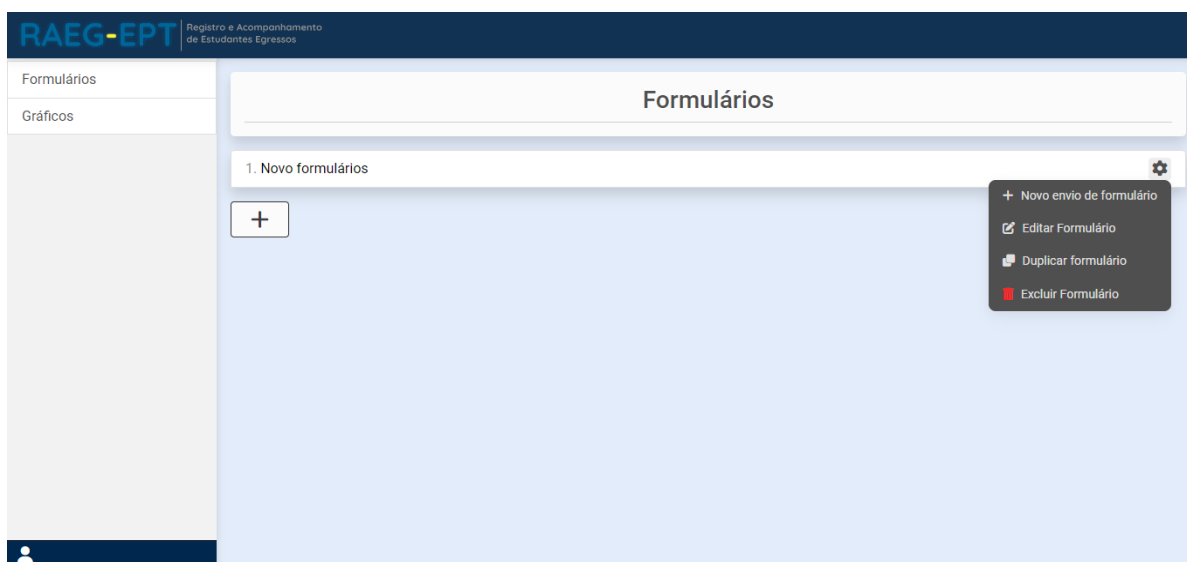 RAEG-EPT
Registro e Acompanhamento
de Estudantes Egressos
Formulários
Gráficos
Formulários
1. Novo formulários
+ Novo envio de formulário
Editar Formulário
Duplicar formulário
Excluir Formulário
+